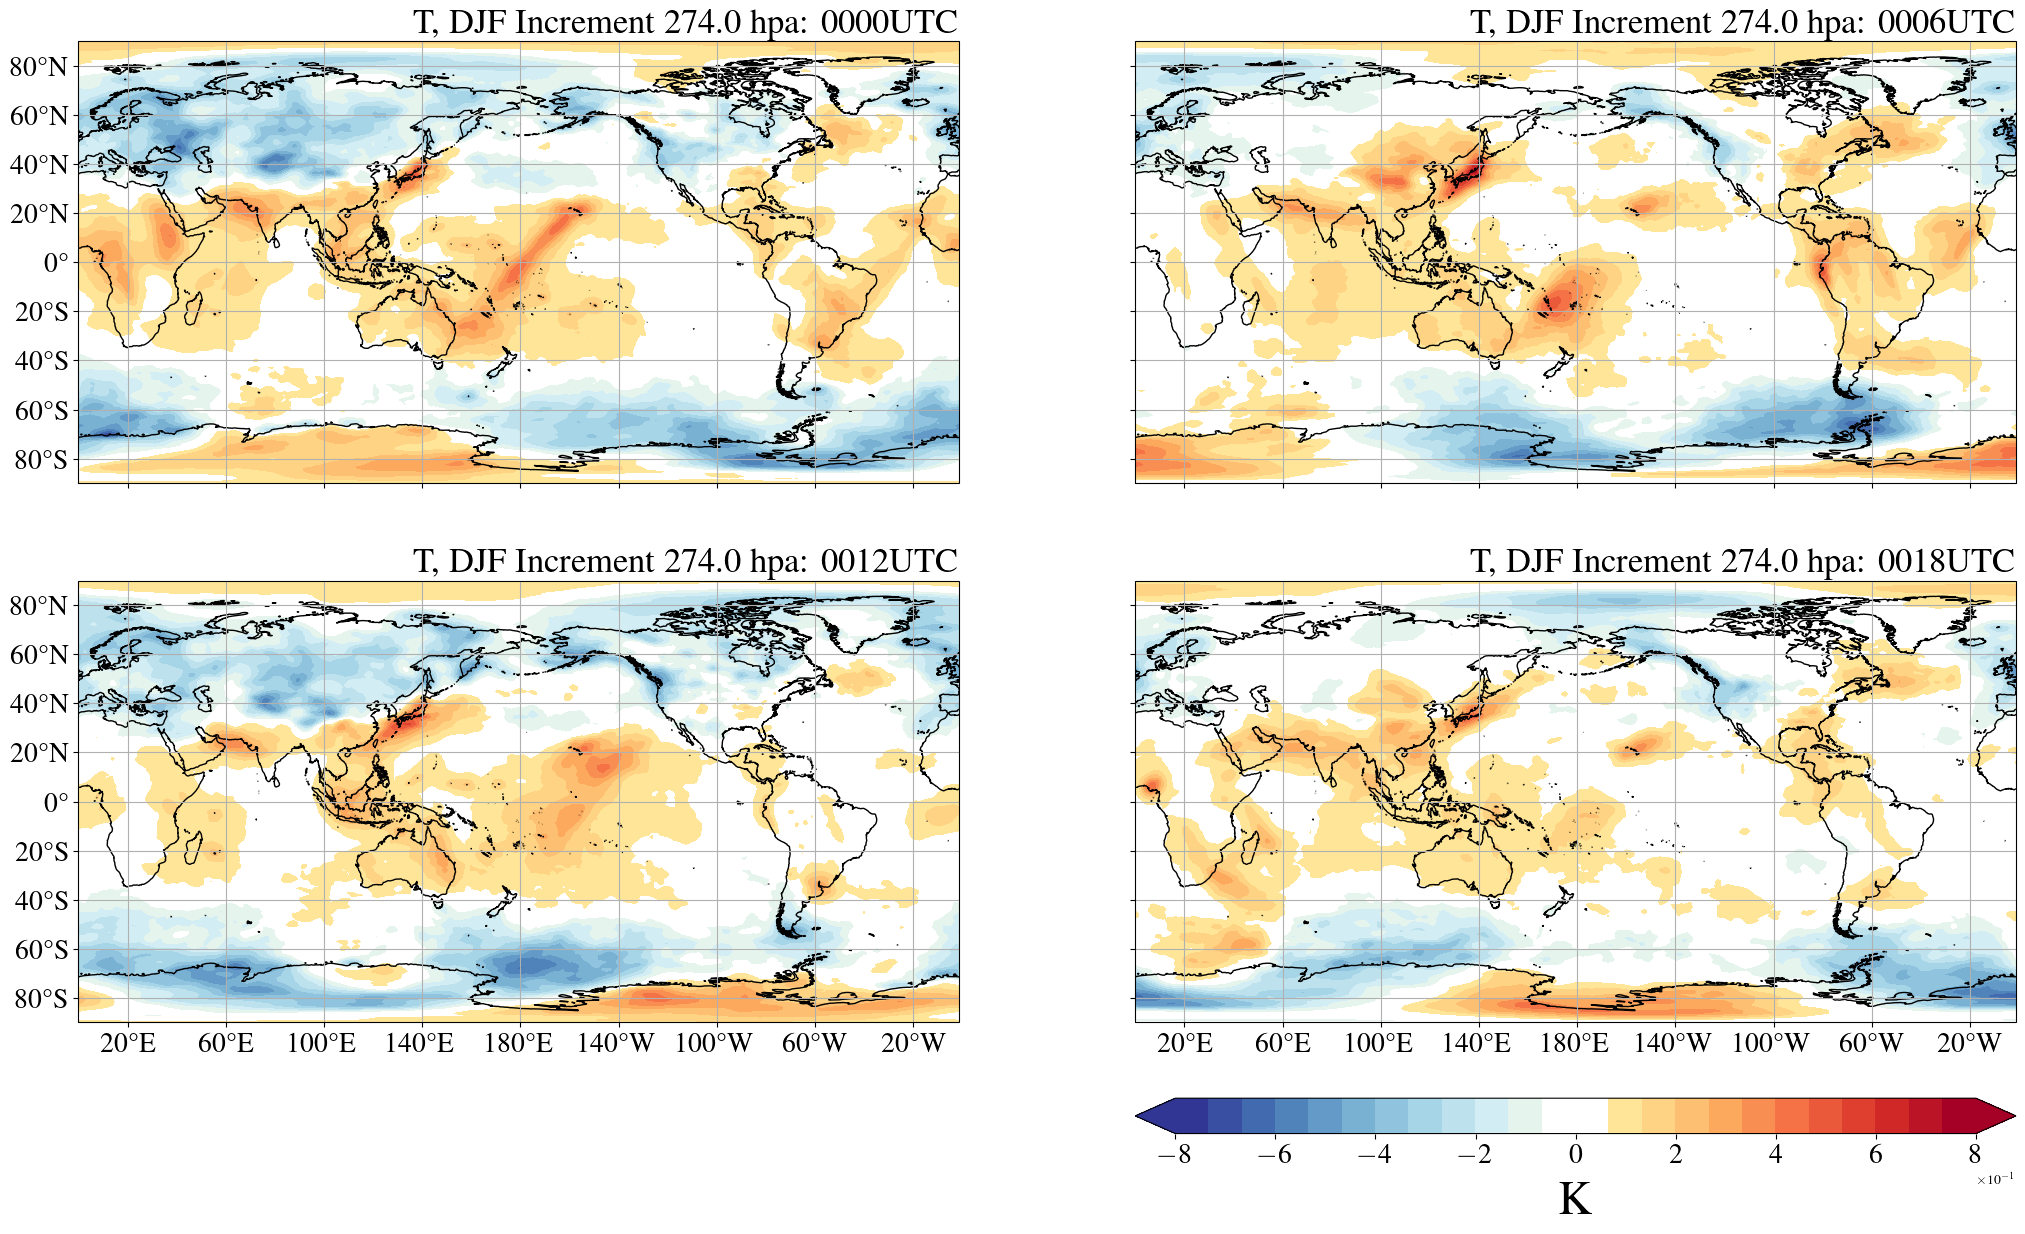 T, DJF Increment 274.0 hpa: 0000UTC
80°N
60°N
40°N
20°N
0°
20°S
40°S
60°S
80°S
T, DJF Increment 274.0 hpa: 0006UTC
T, DJF Increment 274.0 hpa: 0012UTC
80°N
60°N
40°N
20°N
0°
20°S
40°S
60°S
80°S
20°E 60°E 100°E 140°E 180°E 140°W 100°W 60°W 20°W
T, DJF Increment 274.0 hpa: 0018UTC
20°E 60°E 100°E 140°E 180°E 140°W 100°W 60°W 20°W
−8 −6 −4 −2 0 2 4 6 8
×10⁻¹
K